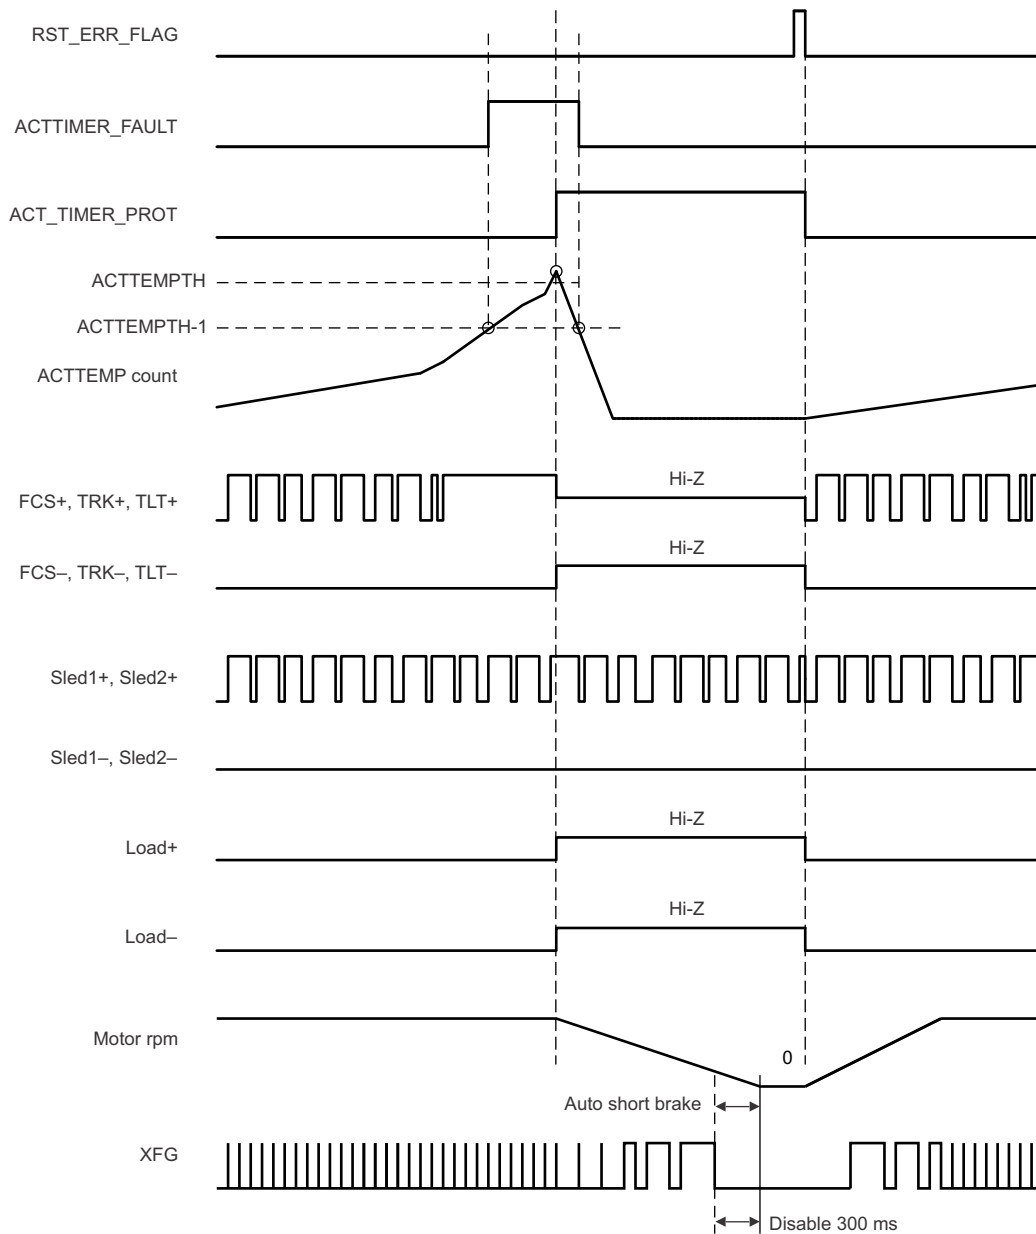 RST_ERR_FLAG
ACTTIMER_FAULT
ACT_TIMER_PROT
ACTTEMPTH
ACTTEMPTH-1
ACTTEMP count
Hi-Z
FCS+, TRK+, TLT+
Hi-Z
FCS–, TRK–, TLT–
Sled1+, Sled2+
Sled1–, Sled2–
Hi-Z
Load+
Hi-Z
Load–
Motor rpm
0
Auto short brake
XFG
Disable 300 ms